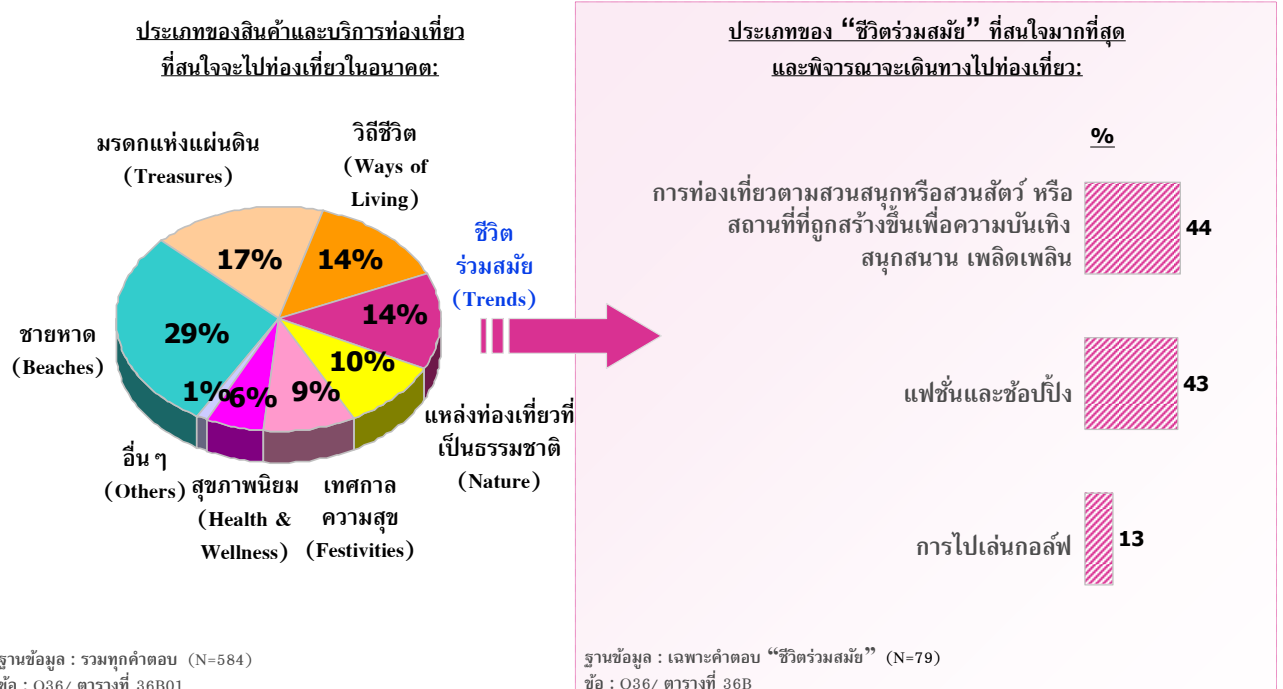 ประเภทของสินค้าและบริการท่องเที่ยว
ที่สนใจจะไปท่องเที่ยวในอนาคต:
มรดกแห่งแผ่นดิน
(Treasures)
วิถีชีวิต
(Ways of
Living)
ชีวิต
ร่วมสมัย
(Trends)
17%
14%
14%
29%
10%
1%
6%
9%
ชายหาด
(Beaches)
แหล่งท่องเที่ยวที่
เป็นธรรมชาติ
(Nature)
อื่น ๆ
(Others)
สุขภาพนิยม
(Health &
Wellness)
เทศกาล
ความสุข
(Festivities)
ฐานข้อมูล : รวมทุกคำตอบ (N=584)
ข้อ : Q36/ ตารางที่ 36B01
ประเภทของ “ชีวิตร่วมสมัย” ที่สนใจมากที่สุด
และพิจารณาจะเดินทางไปท่องเที่ยว:
%
การท่องเที่ยวตามสวนสนุกหรือสวนสัตว์ หรือ
สถานที่ที่ถูกสร้างขึ้นเพื่อความบันเทิง
สนุกสนาน เพลิดเพลิน
44
แฟชั่นและช้อปปิ้ง
43
การไปเล่นกอล์ฟ
13
ฐานข้อมูล : เฉพาะคำตอบ “ชีวิตร่วมสมัย” (N=79)
ข้อ : Q36/ ตารางที่ 36B